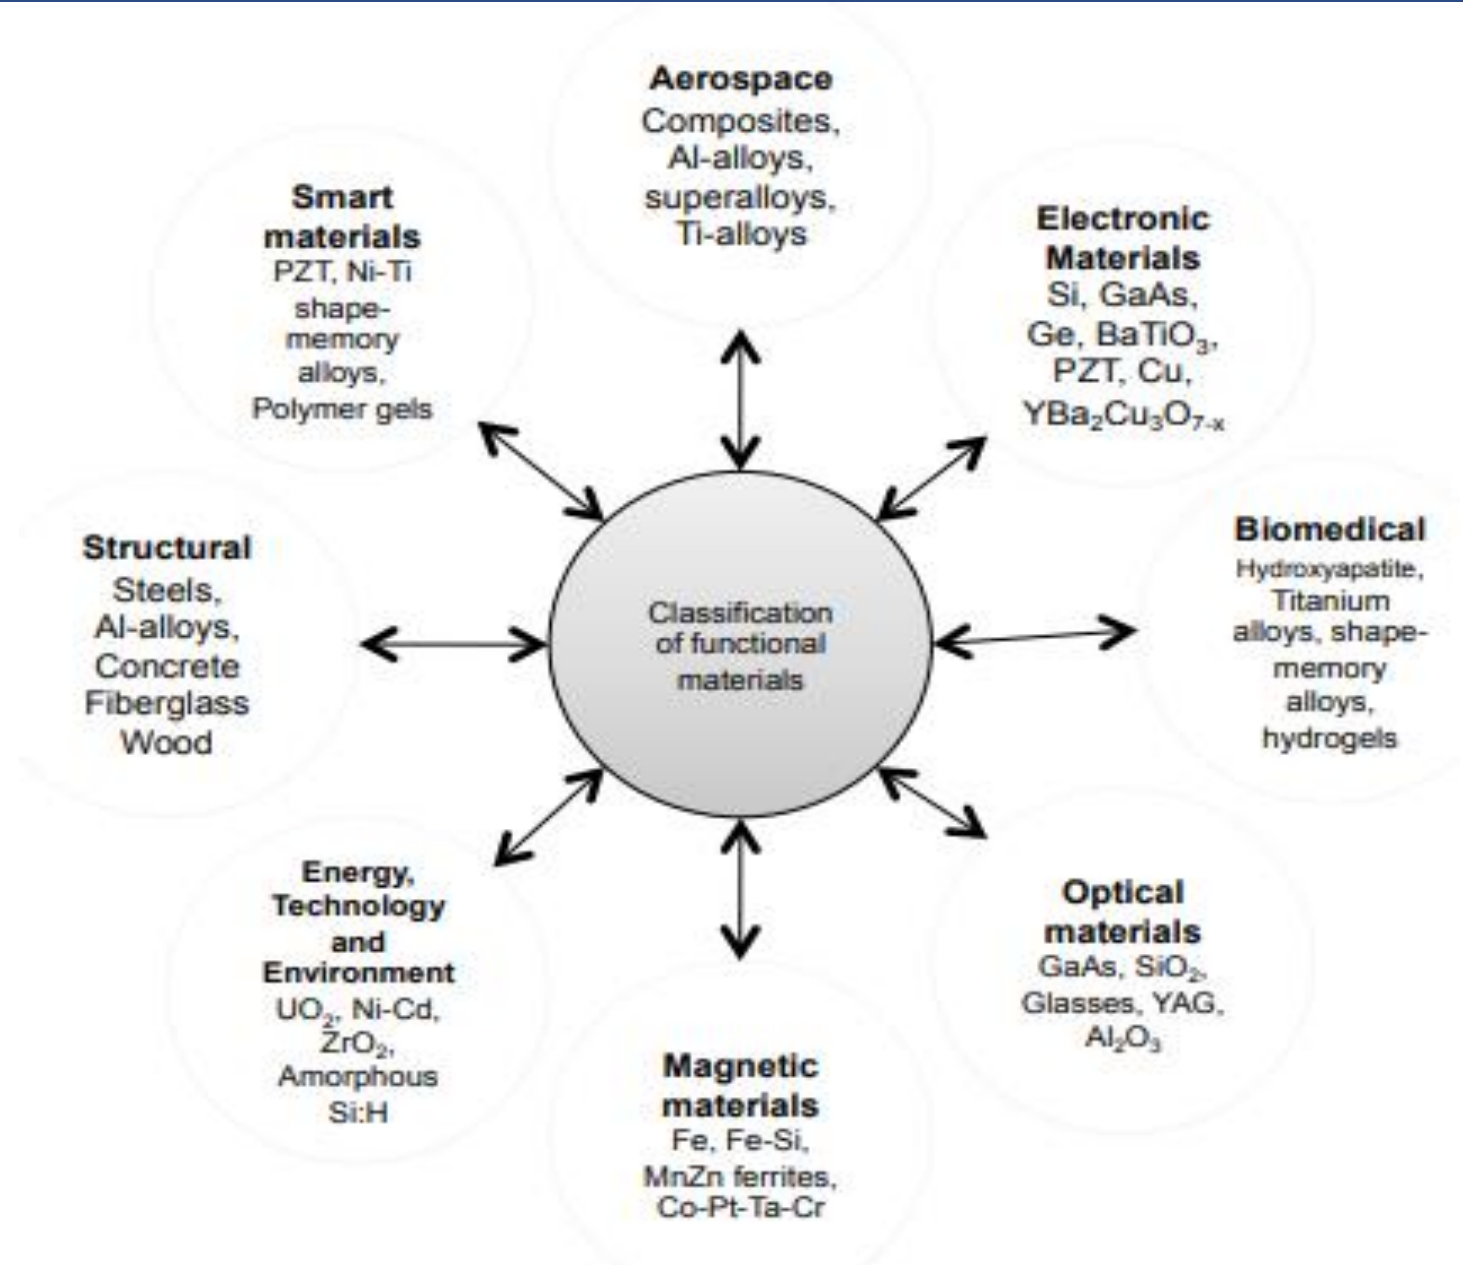 Aerospace
Composites,
Al-alloys,
superalloys,
Ti-alloys
Smart
materials
PZT, Ni-Ti
shape-
memory
alloys,
Polymer gels
Electronic
Materials
Si, GaAs,
Ge, BaTiO₃,
PZT, Cu,
YBa₂Cu₃O₇₋ₓ
Structural
Steels,
Al-alloys,
Concrete
Fiberglass
Wood
Classification
of functional
materials
Biomedical
Hydroxyapatite,
Titanium
alloys, shape-
memory
alloys,
hydrogels
Energy,
Technology
and
Environment
UO₂, Ni-Cd,
ZrO₂,
Amorphous
Si:H
Magnetic
materials
Fe, Fe-Si,
MnZn ferrites,
Co-Pt-Ta-Cr
Optical
materials
GaAs, SiO₂,
Glasses, YAG,
Al₂O₃